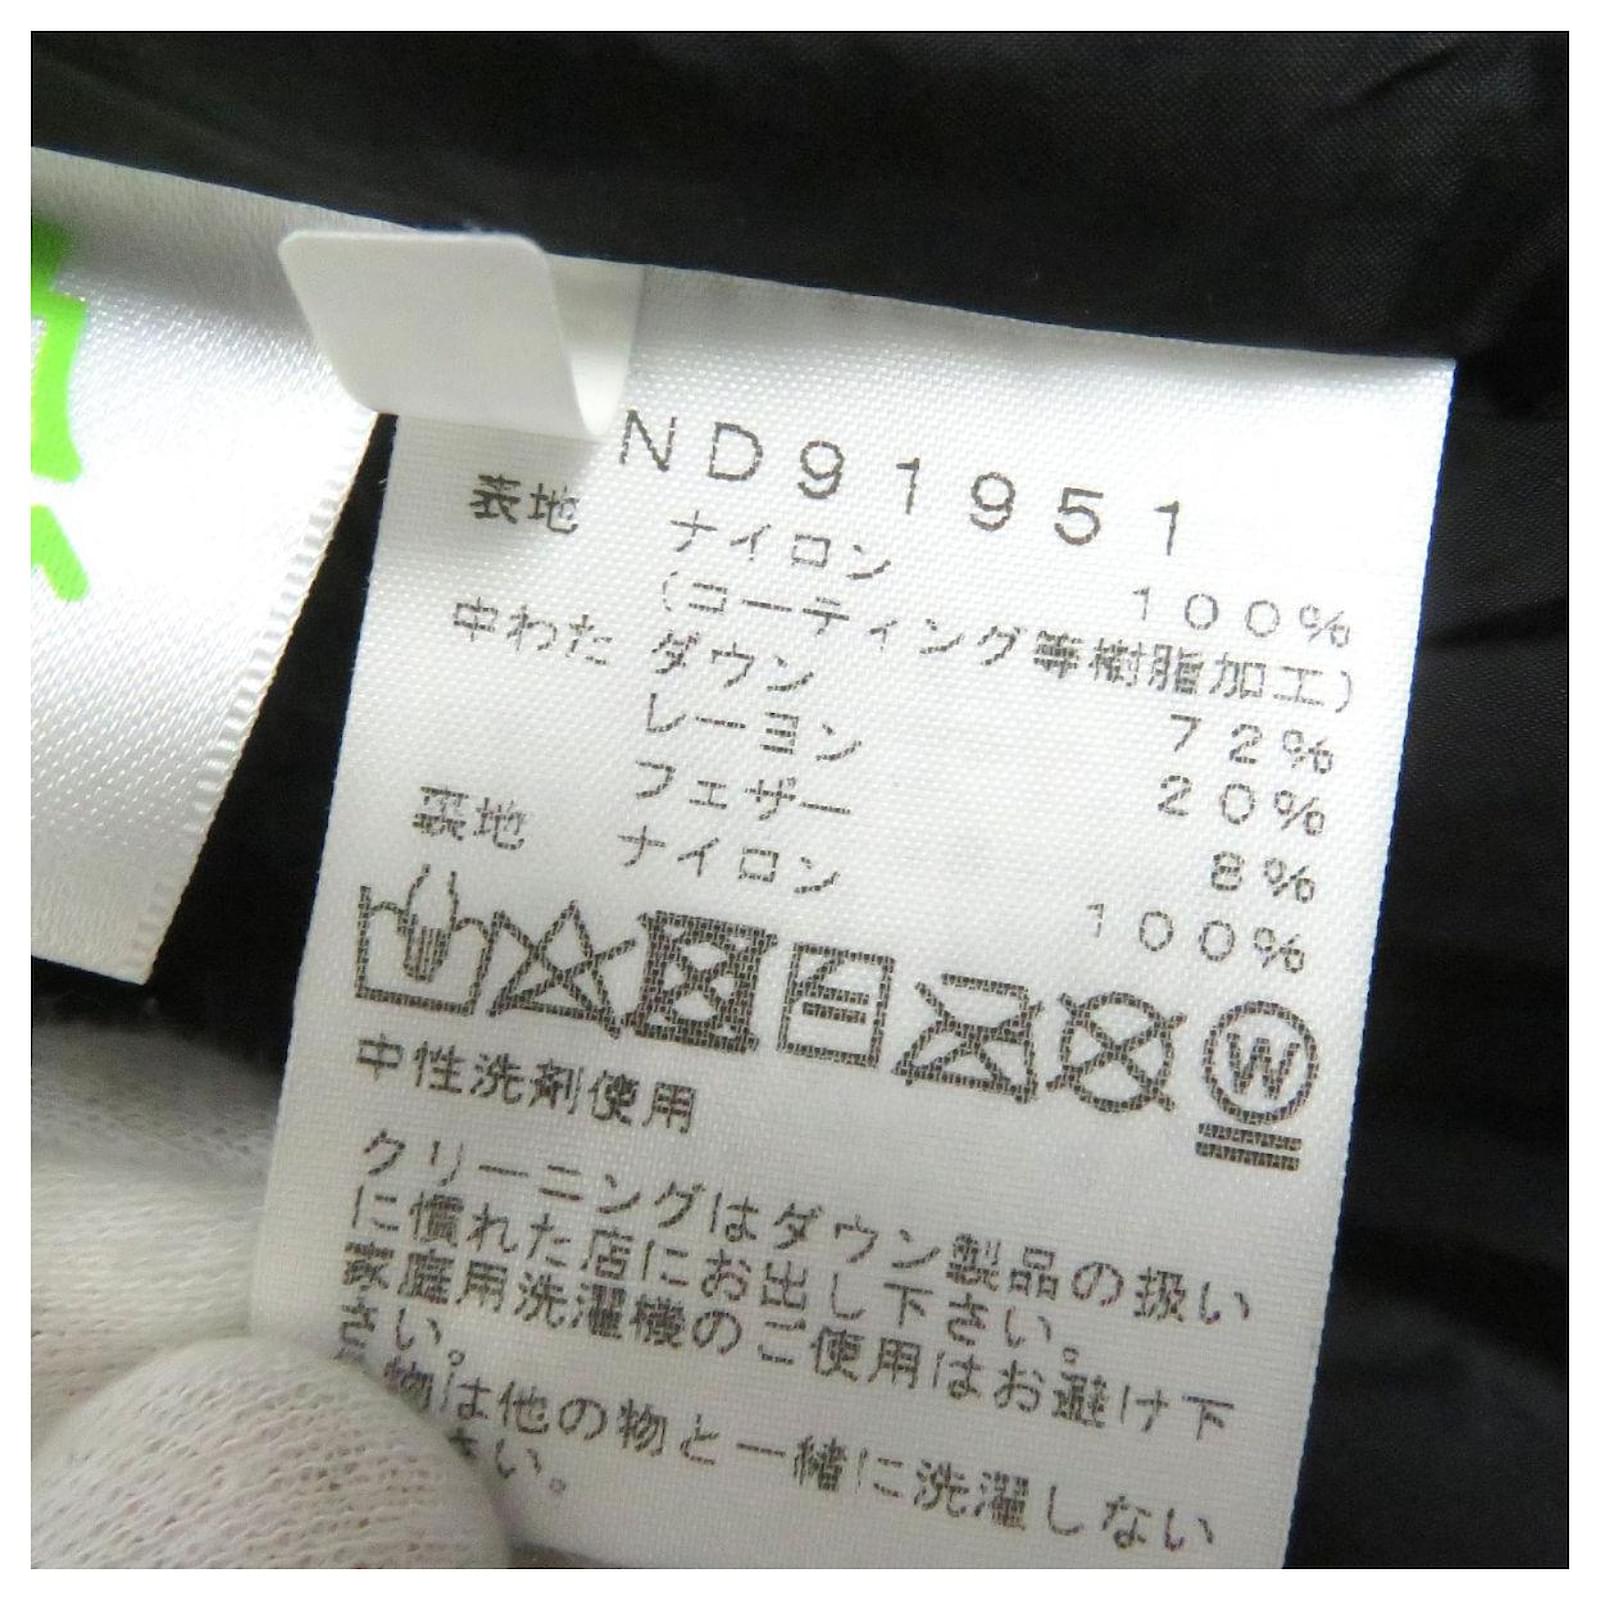 ND91951
表地 ナイロン 100%
(コーティング等樹脂加工)
中わた ダウン 72%
レーヨン 20%
フェザー 8%
裏地 ナイロン 100%
W
中性洗剤使用
クリーニングはダウン製品の扱い
に慣れた店にお出し下さい。
家庭用洗濯機のご使用はお避け下
さい。
物は他の物と一緒に洗濯しない
さい。